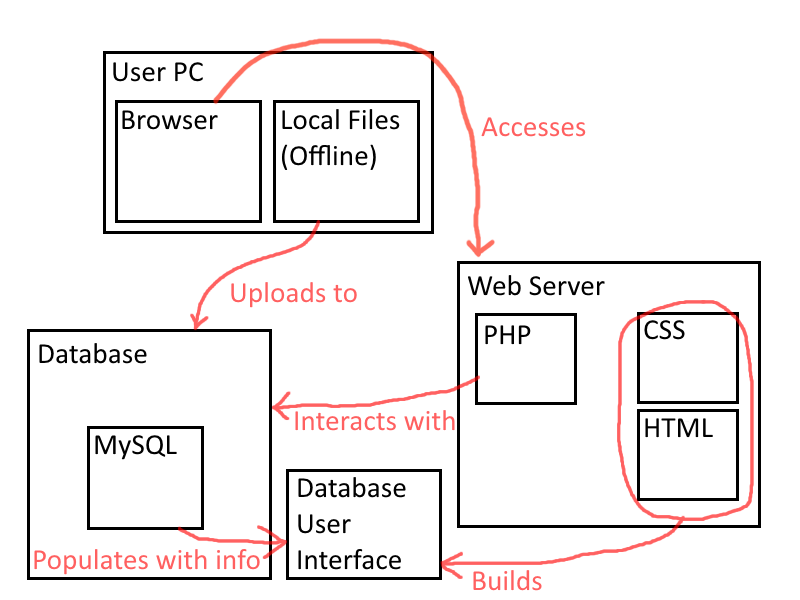 User PC
Browser
Local Files
(Offline)
Accesses
Uploads to
Web Server
PHP
CSS
HTML
Database
MySQL
Interacts with
Database
User
Interface
Populates with info
Builds